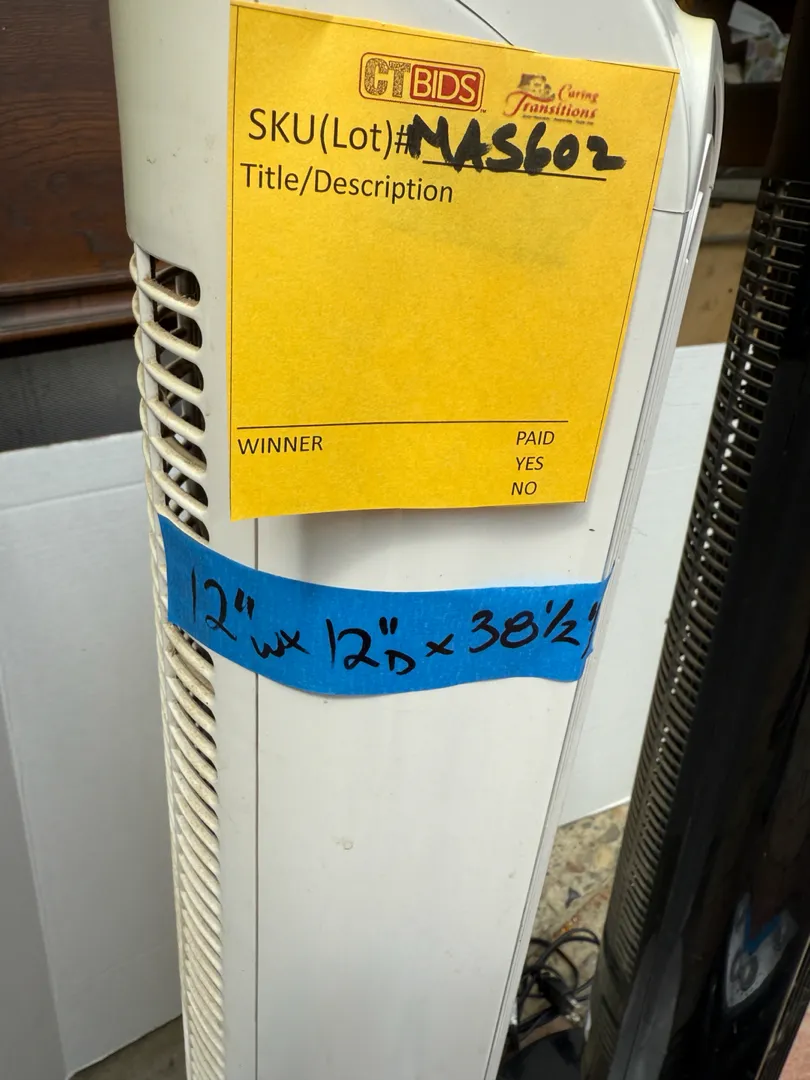 CTBIDS
Caring
Transitions
SKU(Lot)#MAS602
Title/Description
WINNER
PAID
YES
NO
12"W x 12"D x 38½"